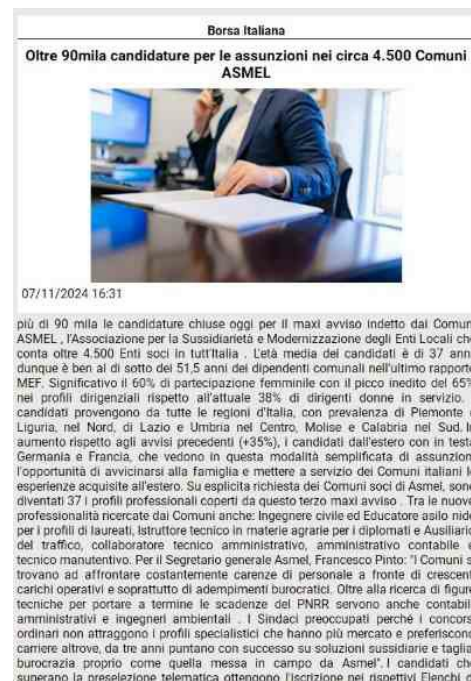 Borsa Italiana
Oltre 90mila candidature per le assunzioni nei circa 4.500 Comuni
ASMEL
07/11/2024 16:31
più di 90 mila le candidature chiuse oggi per il maxi avviso indetto dai Comun
ASMEL , l'Associazione per la Sussidiarietà e Modernizzazione degli Enti Locali che
conta oltre 4.500 Enti soci in tutt'Italia . L'età media dei candidati è di 37 anni
dunque è ben al di sotto dei 51,5 anni dei dipendenti comunali nell'ultimo rapporto
MEF. Significativo il 60% di partecipazione femminile con il picco inedito del 65%
nei profili dirigenziali rispetto all'attuale 38% di dirigenti donne in servizio.
candidati provengono da tutte le regioni d'Italia, con prevalenza di Piemonte e
Liguria, nel Nord, di Lazio e Umbria nel Centro, Molise e Calabria nel Sud. In
aumento rispetto agli avvisi precedenti (+35%), i candidati dall'estero con in testa
Germania e Francia, che vedono in questa modalità semplificata di assunzion
l'opportunità di avvicinarsi alla famiglia e mettere a servizio dei Comuni italiani le
esperienze acquisite all'estero. Su esplicita richiesta dei Comuni soci di Asmel, sono
diventati 37 i profili professionali coperti da questo terzo maxi avviso . Tra le nuove
professionalità ricercate dai Comuni anche: Ingegnere civile ed Educatore asilo nido
per i profili di laureati, Istruttore tecnico in materie agrarie per i diplomati e Ausiliario
del traffico, collaboratore tecnico amministrativo, amministrativo contabile e
tecnico manutentivo. Per il Segretario generale Asmel, Francesco Pinto: "I Comuni s
trovano ad affrontare costantemente carenze di personale a fronte di crescent
carichi operativi e soprattutto di adempimenti burocratici. Oltre alla ricerca di figure
tecniche per portare a termine le scadenze del PNRR servono anche contabil
amministrativi e ingegneri ambientali . I Sindaci preoccupati perché i concors
ordinari non attraggono i profili specialistici che hanno più mercato e preferiscono
carriere altrove, da tre anni puntano con successo su soluzioni sussidiarie e taglia
burocrazia proprio come quella messa in campo da Asmel". I candidati che
superano la preselezione telematica ottengono l'iscrizione nei rispettivi Elenchi d